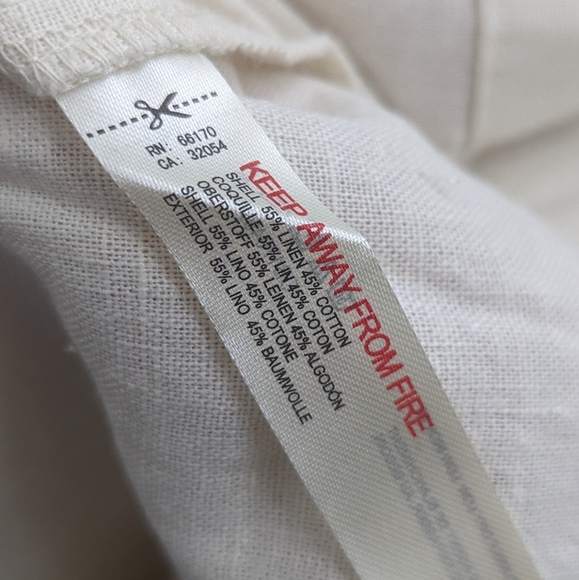 RN: 66170
CA: 32054
KEEP AWAY FROM FIRE
SHELL 55% LINEN 45% COTTON
COQUILLE 55% LIN 45% COTON
OBERSTOFF 55% LEINEN 45% ALGODÓN
SHELL 55% LINO 45% COTONE
EXTERIOR 55% LINO 45% BAUMWOLLE